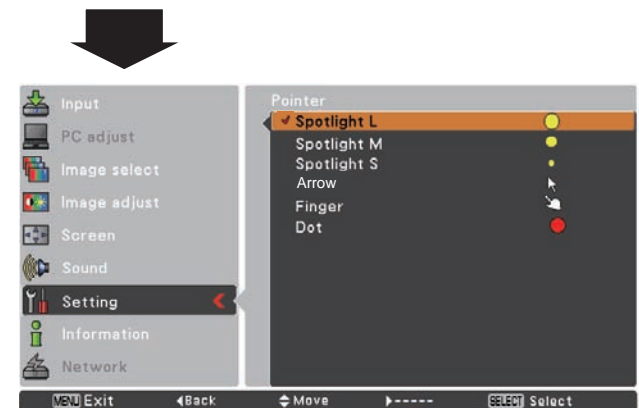 Input
PC adjust
Image select
Image adjust
Screen
Sound
Setting
Information
Network
Pointer
Spotlight L
Spotlight M
Spotlight S
Arrow
Finger
Dot
MENU Exit ◀Back Move ▶----- SELECT Select